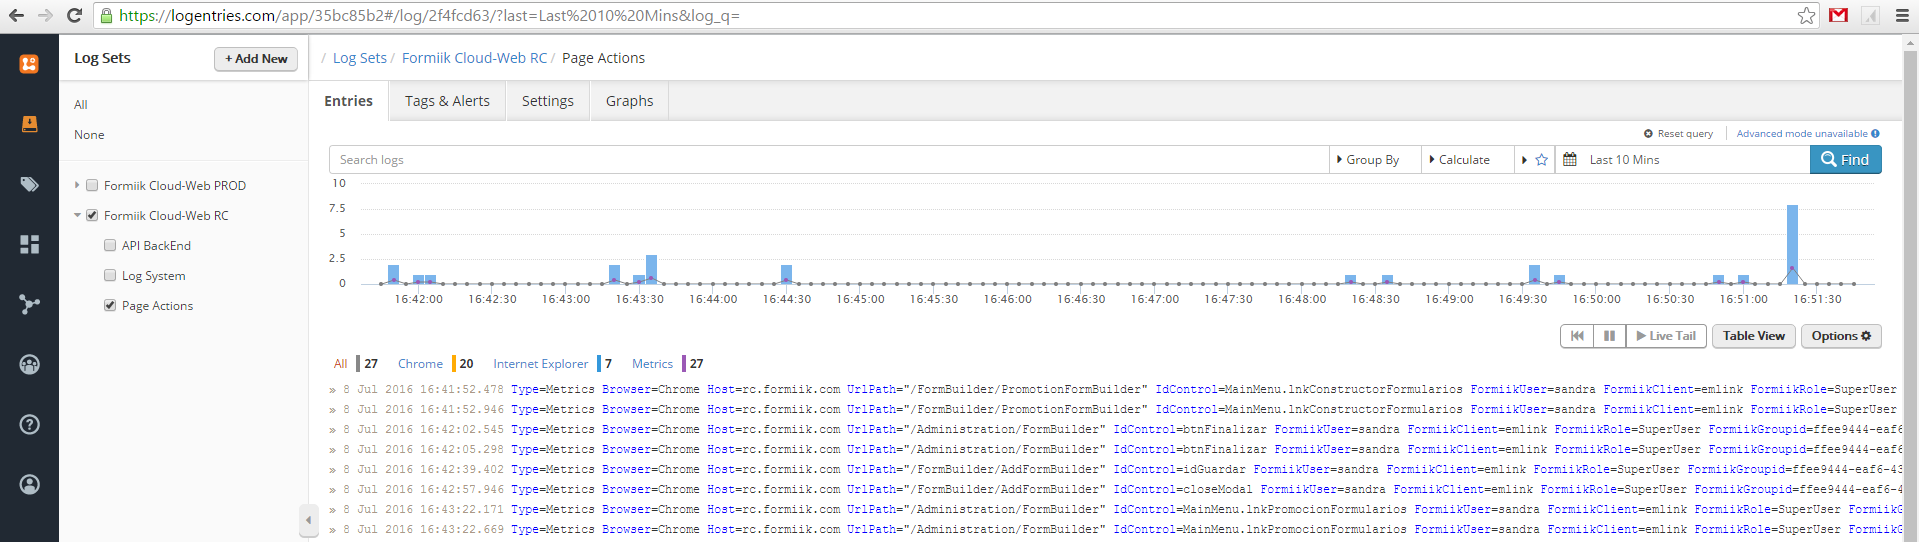 https://logentries.com/app/35bc85b2#/log/2f4fcd63/?last=Last%2010%20Mins&log_q=
Log Sets
+ Add New
/ Log Sets / Formiik Cloud-Web RC / Page Actions
All
None
Formiik Cloud-Web PROD
Formiik Cloud-Web RC
API BackEnd
Log System
Page Actions
Entries Tags & Alerts Settings Graphs
Reset query Advanced mode unavailable
Search logs Group By Calculate Last 10 Mins Find
10
7.5
5
2.5
0
16:42:00 16:42:30 16:43:00 16:43:30 16:44:00 16:44:30 16:45:00 16:45:30 16:46:00 16:46:30 16:47:00 16:47:30 16:48:00 16:48:30 16:49:00 16:49:30 16:50:00 16:50:30 16:51:00 16:51:30
Live Tail Table View Options
All 27 Chrome 20 Internet Explorer 7 Metrics 27
» 8 Jul 2016 16:41:52.478 Type=Metrics Browser=Chrome Host=rc.formiik.com UrlPath="/FormBuilder/PromotionFormBuilder" IdControl=MainMenu.lnkConstructorFormularios FormiikUser=sandra FormiikClient=emlink FormiikRole=SuperUser
» 8 Jul 2016 16:41:52.946 Type=Metrics Browser=Chrome Host=rc.formiik.com UrlPath="/FormBuilder/PromotionFormBuilder" IdControl=MainMenu.lnkConstructorFormularios FormiikUser=sandra FormiikClient=emlink FormiikRole=SuperUser
» 8 Jul 2016 16:42:02.545 Type=Metrics Browser=Chrome Host=rc.formiik.com UrlPath="/Administration/FormBuilder" IdControl=btnFinalizar FormiikUser=sandra FormiikClient=emlink FormiikRole=SuperUser FormiikGroupid=ffee9444-eaf6
» 8 Jul 2016 16:42:05.298 Type=Metrics Browser=Chrome Host=rc.formiik.com UrlPath="/Administration/FormBuilder" IdControl=btnFinalizar FormiikUser=sandra FormiikClient=emlink FormiikRole=SuperUser FormiikGroupid=ffee9444-eaf6
» 8 Jul 2016 16:42:39.402 Type=Metrics Browser=Chrome Host=rc.formiik.com UrlPath="/FormBuilder/AddFormBuilder" IdControl=idGuardar FormiikUser=sandra FormiikClient=emlink FormiikRole=SuperUser FormiikGroupid=ffee9444-eaf6-43
» 8 Jul 2016 16:42:57.946 Type=Metrics Browser=Chrome Host=rc.formiik.com UrlPath="/FormBuilder/AddFormBuilder" IdControl=closeModal FormiikUser=sandra FormiikClient=emlink FormiikRole=SuperUser FormiikGroupid=ffee9444-eaf6-4
» 8 Jul 2016 16:43:22.171 Type=Metrics Browser=Chrome Host=rc.formiik.com UrlPath="/Administration/FormBuilder" IdControl=MainMenu.lnkPromocionFormularios FormiikUser=sandra FormiikClient=emlink FormiikRole=SuperUser FormiikG
» 8 Jul 2016 16:43:22.669 Type=Metrics Browser=Chrome Host=rc.formiik.com UrlPath="/Administration/FormBuilder" IdControl=MainMenu.lnkPromocionFormularios FormiikUser=sandra FormiikClient=emlink FormiikRole=SuperUser FormiikG